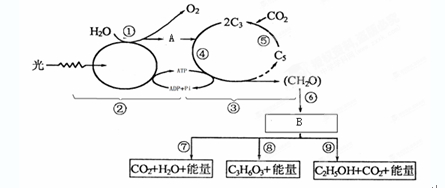 O₂
H₂O ① A
2C₃ CO₂
④ ⑤
C₅
光
ATP
ADP+Pi
(CH₂O)
② ③ ⑥
B
⑦ ⑧ ⑨
CO₂+H₂O+能量 C₃H₆O₃+能量 C₂H₅OH+CO₂+能量